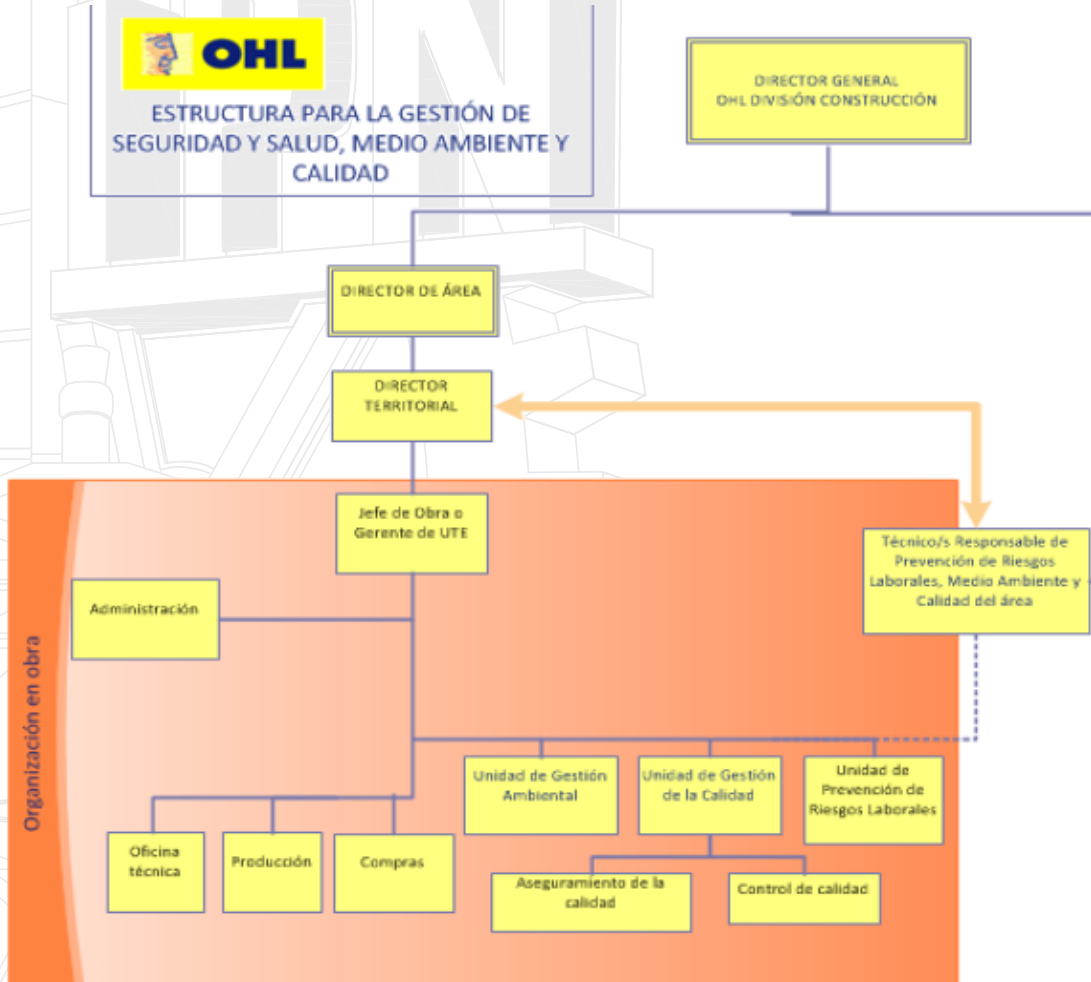 OHL
ESTRUCTURA PARA LA GESTIÓN DE
SEGURIDAD Y SALUD, MEDIO AMBIENTE Y
CALIDAD
DIRECTOR GENERAL
OHL DIVISIÓN CONSTRUCCIÓN
DIRECTOR DE ÁREA
DIRECTOR
TERRITORIAL
Jefe de Obra o
Gerente de UTE
Técnico/s Responsable de
Prevención de Riesgos
Laborales, Medio Ambiente y
Calidad del área
Administración
Organización en obra
Unidad de Gestión
Ambiental
Unidad de Gestión
de la Calidad
Unidad de
Prevención de
Riesgos Laborales
Oficina
técnica
Producción
Compras
Aseguramiento de la
calidad
Control de calidad